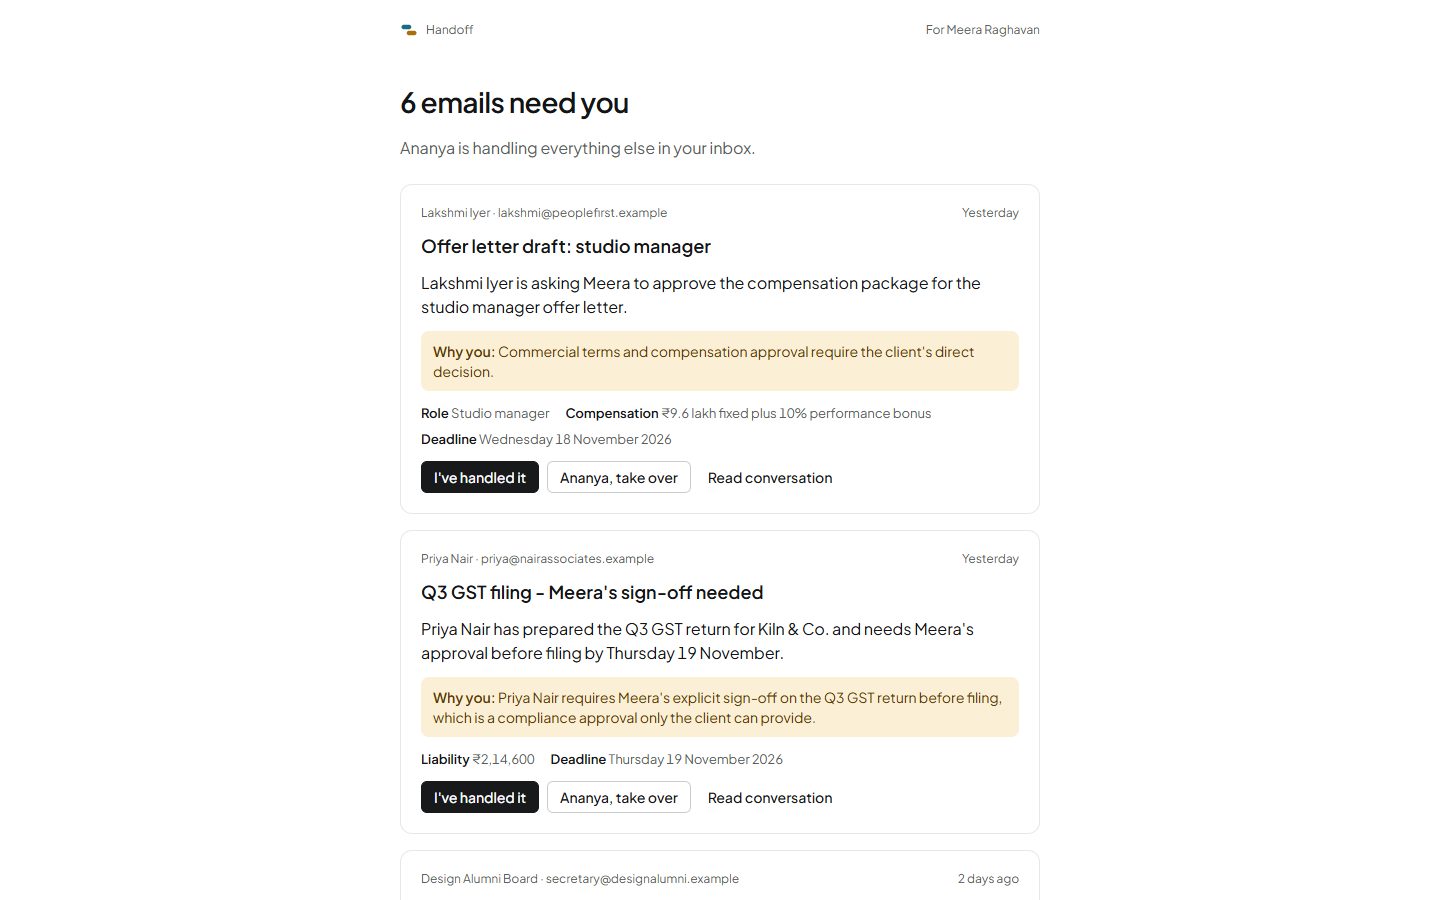 Handoff
For Meera Raghavan
6 emails need you
Ananya is handling everything else in your inbox.
Lakshmi Iyer · lakshmi@peoplefirst.example
Yesterday
Offer letter draft: studio manager
Lakshmi Iyer is asking Meera to approve the compensation package for the
studio manager offer letter.
Why you: Commercial terms and compensation approval require the client's direct
decision.
Role Studio manager Compensation ₹9.6 lakh fixed plus 10% performance bonus
Deadline Wednesday 18 November 2026
I've handled it Ananya, take over Read conversation
Priya Nair · priya@nairassociates.example
Yesterday
Q3 GST filing - Meera's sign-off needed
Priya Nair has prepared the Q3 GST return for Kiln & Co. and needs Meera's
approval before filing by Thursday 19 November.
Why you: Priya Nair requires Meera's explicit sign-off on the Q3 GST return before filing,
which is a compliance approval only the client can provide.
Liability ₹2,14,600 Deadline Thursday 19 November 2026
I've handled it Ananya, take over Read conversation
Design Alumni Board · secretary@designalumni.example
2 days ago